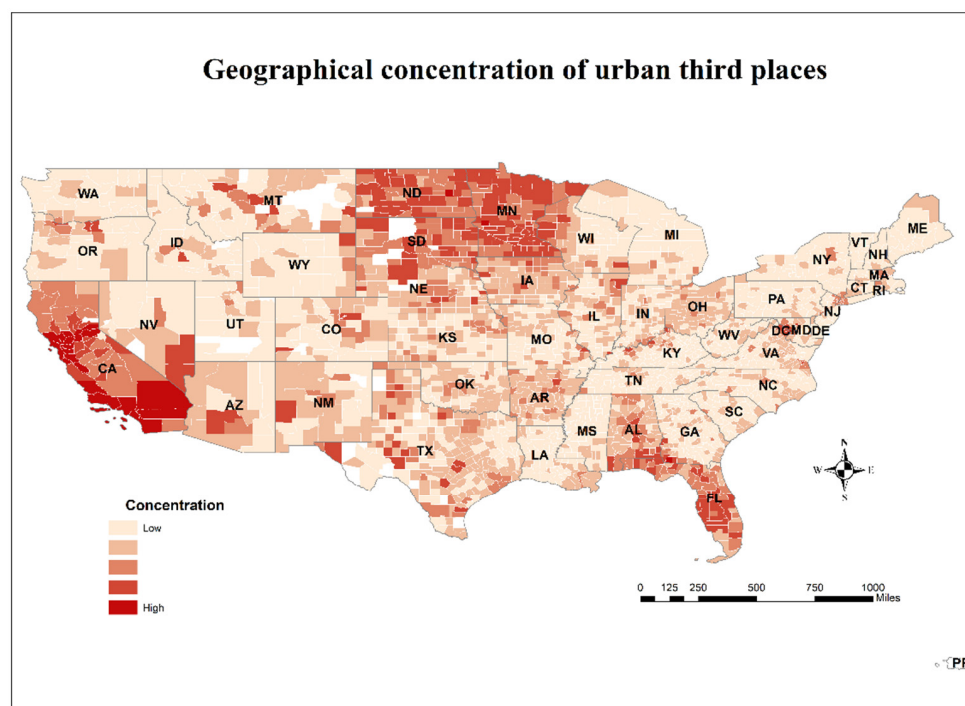 Geographical concentration of urban third places
WA
MT
ND
MN
ME
OR
ID
SD
WI
MI
VT
NH
NY
WY
MA
CT
RI
IA
NE
PA
NJ
NV
UT
CO
IL
IN
OH
DC
MD
DE
WV
VA
KS
MO
KY
CA
NC
TN
OK
AZ
NM
AR
SC
MS
AL
GA
TX
LA
FL
N
W
E
S
Concentration
Low
High
0 125 250 500 750 1000
Miles